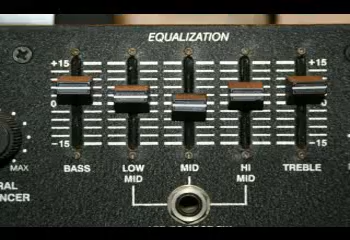 EQUALIZATION
+15 +15
0 0
-15 -15
MAX BASS LOW MID MID HI MID TREBLE